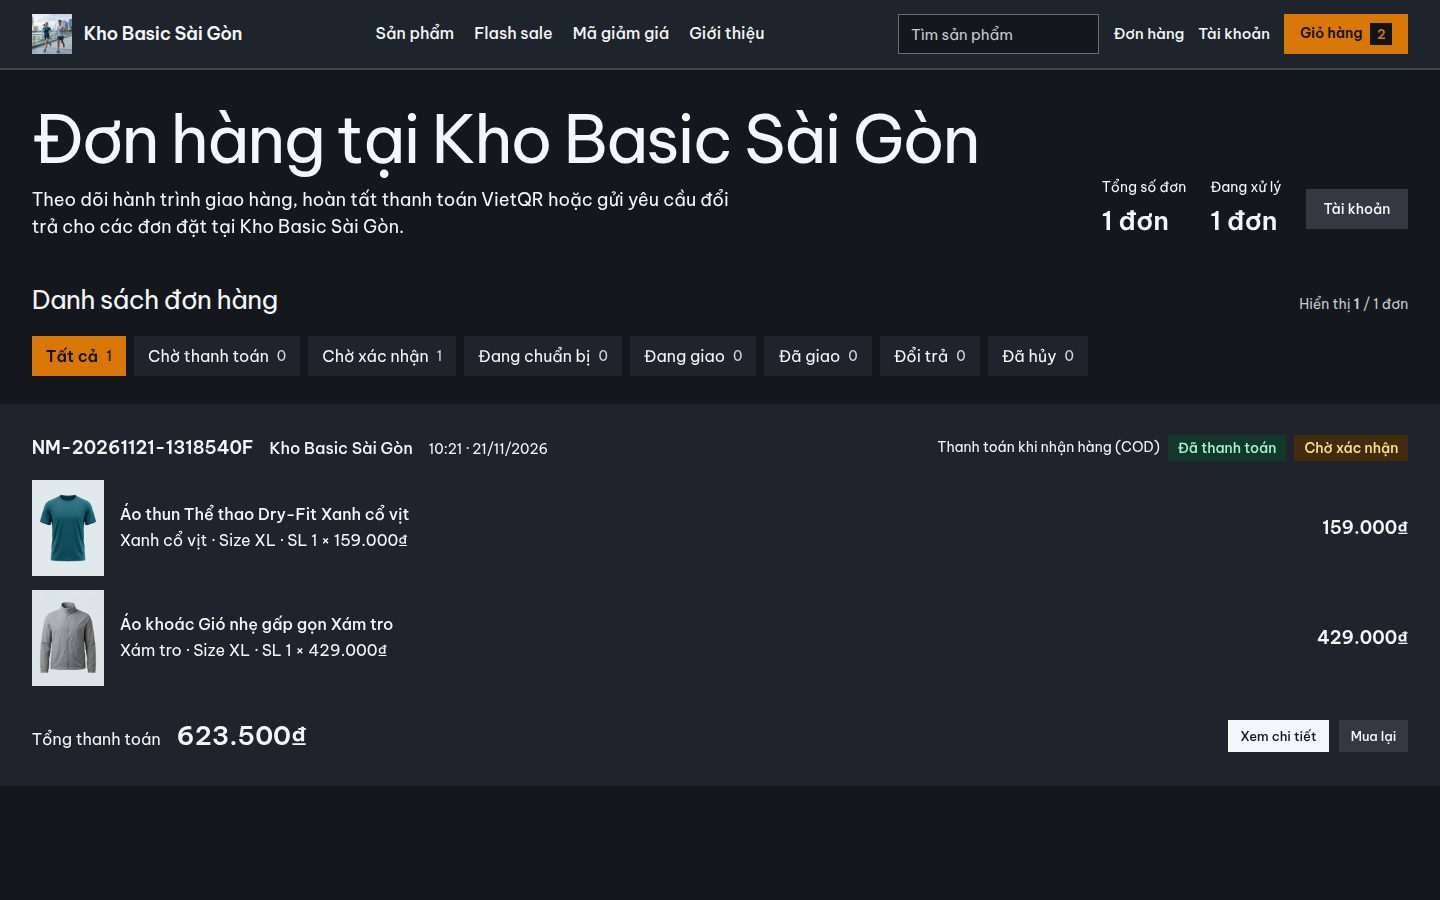 Kho Basic Sài Gòn
Sản phẩm
Flash sale
Mã giảm giá
Giới thiệu
Tìm sản phẩm
Đơn hàng
Tài khoản
Giỏ hàng 2
Đơn hàng tại Kho Basic Sài Gòn
Theo dõi hành trình giao hàng, hoàn tất thanh toán VietQR hoặc gửi yêu cầu đổi
trả cho các đơn đặt tại Kho Basic Sài Gòn.
Tổng số đơn
1 đơn
Đang xử lý
1 đơn
Tài khoản
Danh sách đơn hàng
Hiển thị 1 / 1 đơn
Tất cả 1
Chờ thanh toán 0
Chờ xác nhận 1
Đang chuẩn bị 0
Đang giao 0
Đã giao 0
Đổi trả 0
Đã hủy 0
NM-20261121-1318540F Kho Basic Sài Gòn 10:21 · 21/11/2026
Thanh toán khi nhận hàng (COD) Đã thanh toán Chờ xác nhận
Áo thun Thể thao Dry-Fit Xanh cổ vịt
Xanh cổ vịt · Size XL · SL 1 × 159.000₫
159.000₫
Áo khoác Gió nhẹ gấp gọn Xám tro
Xám tro · Size XL · SL 1 × 429.000₫
429.000₫
Tổng thanh toán 623.500₫
Xem chi tiết
Mua lại